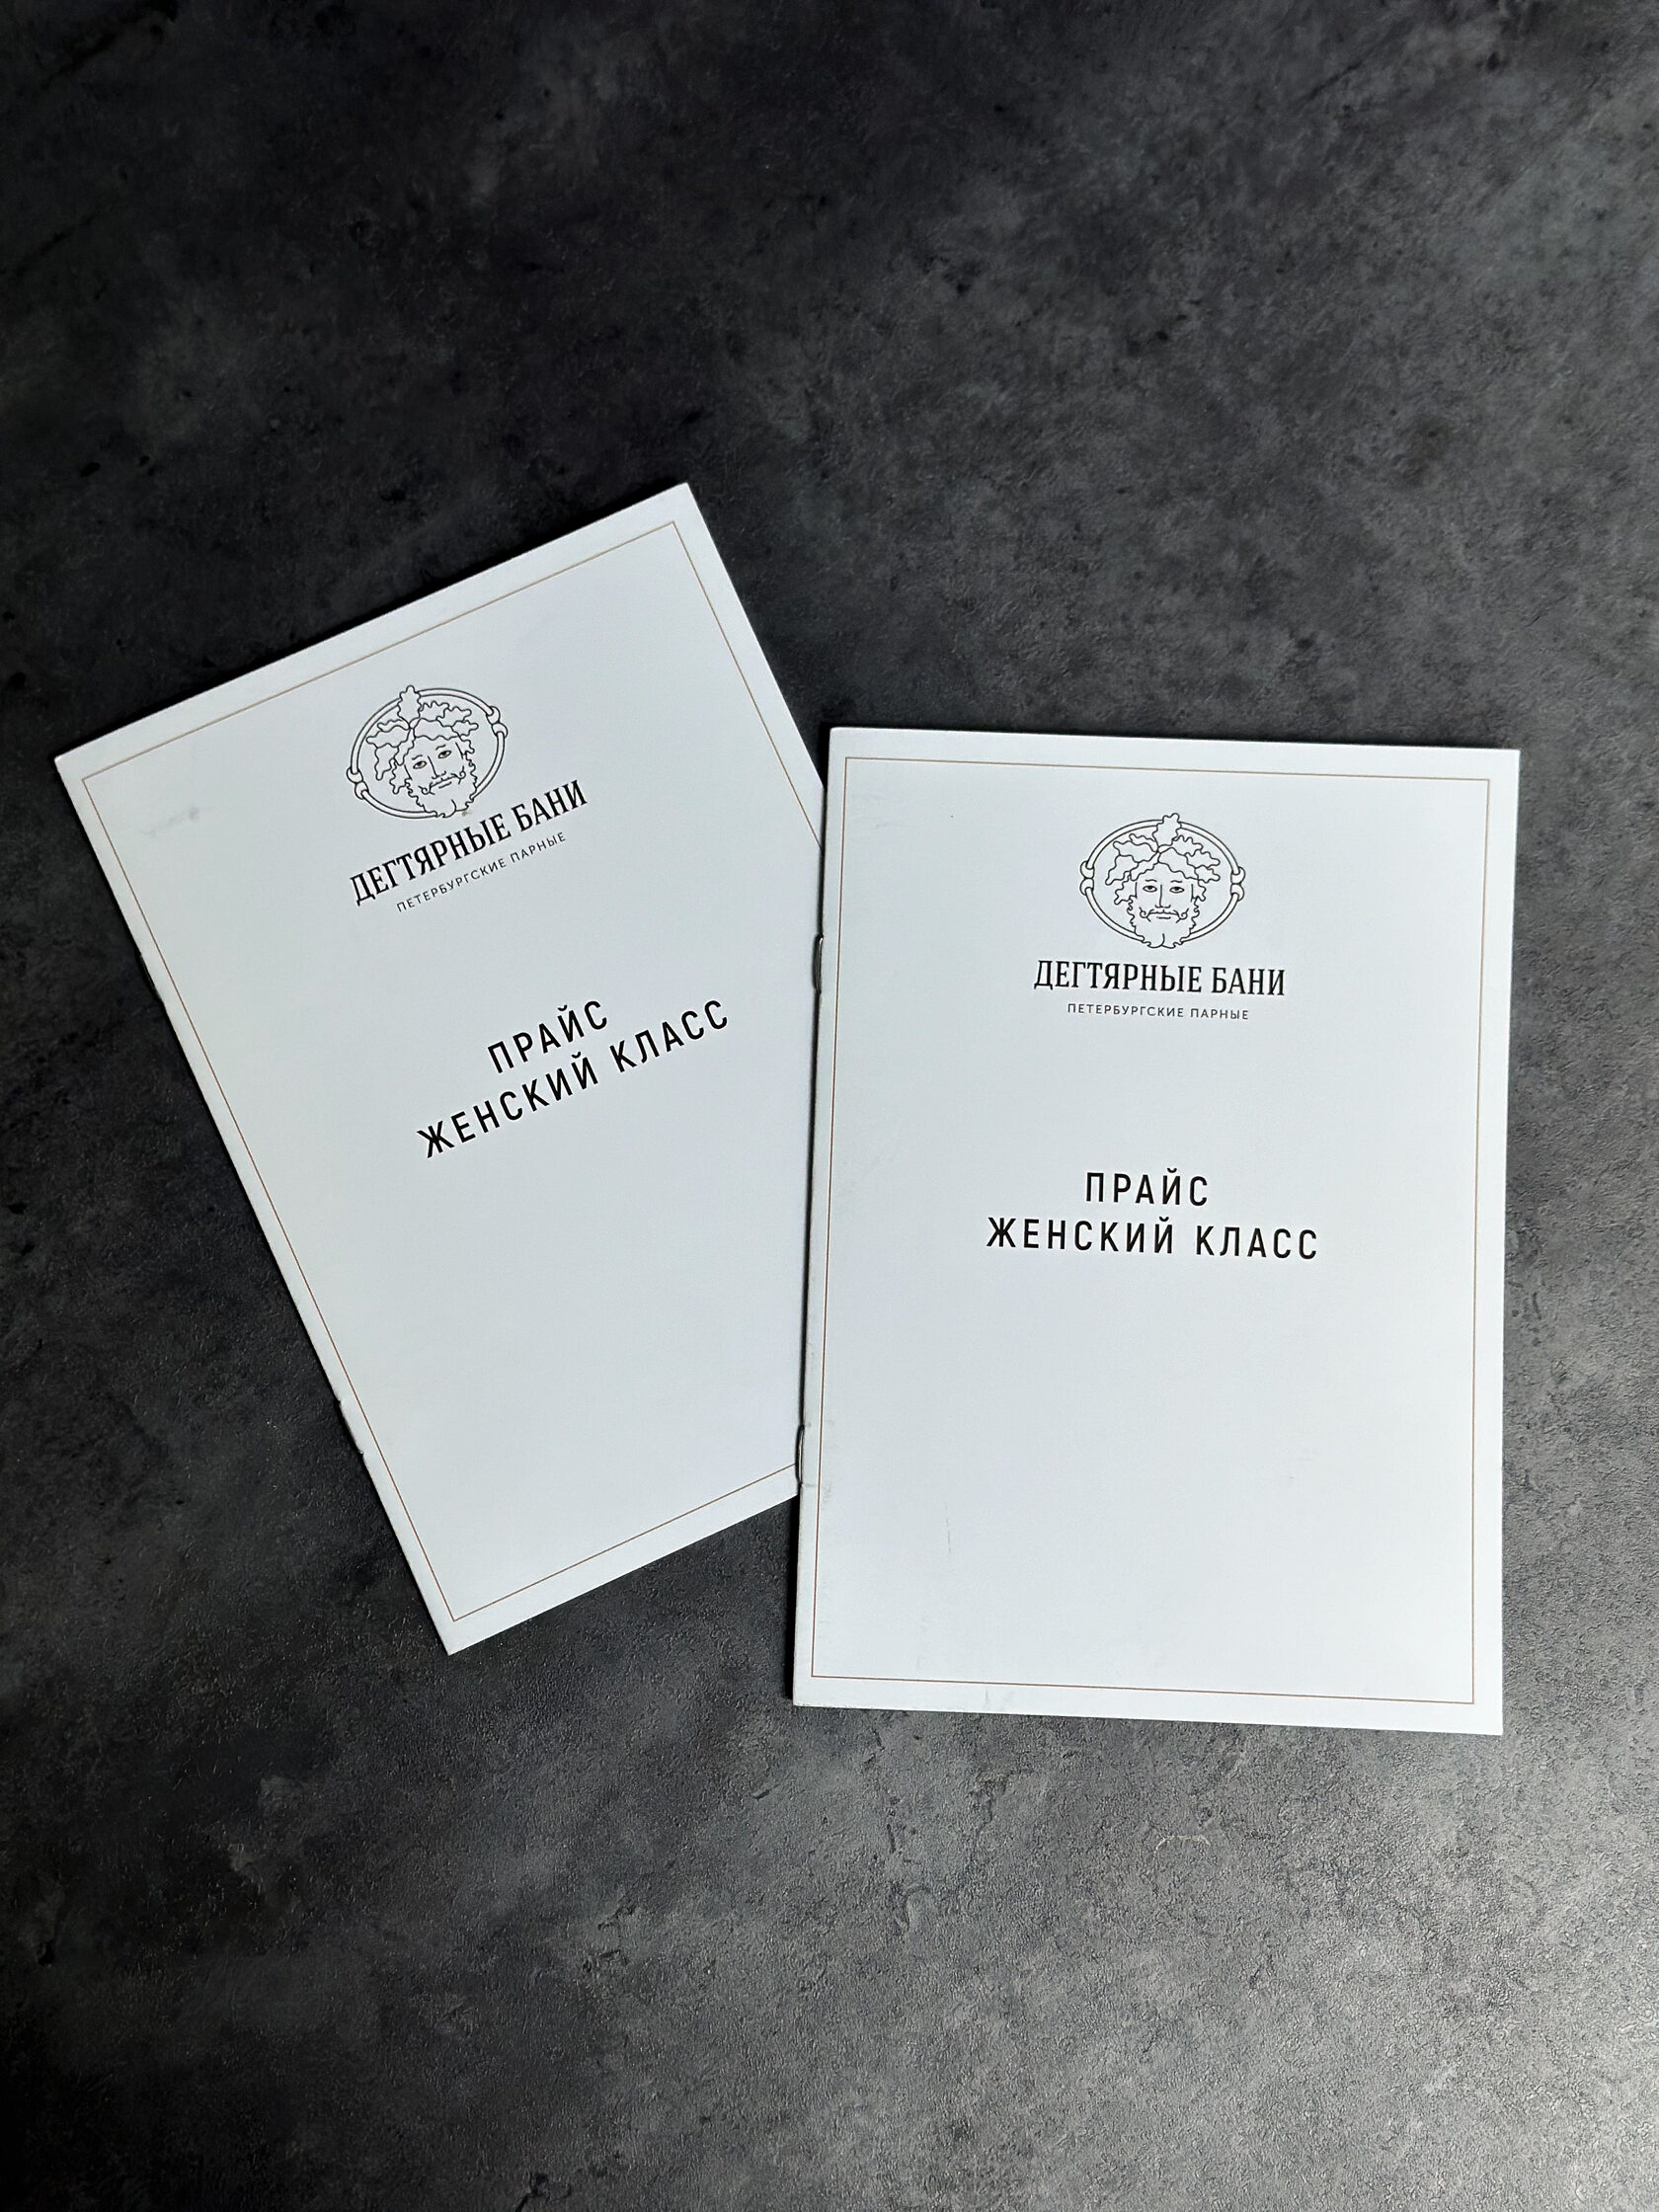 ДЕГТЯРНЫЕ БАНИ
ПЕТЕРБУРГСКИЕ ПАРНЫЕ
ПРАЙС
ЖЕНСКИЙ КЛАСС
ДЕГТЯРНЫЕ БАНИ
ПЕТЕРБУРГСКИЕ ПАРНЫЕ
ПРАЙС
ЖЕНСКИЙ КЛАСС